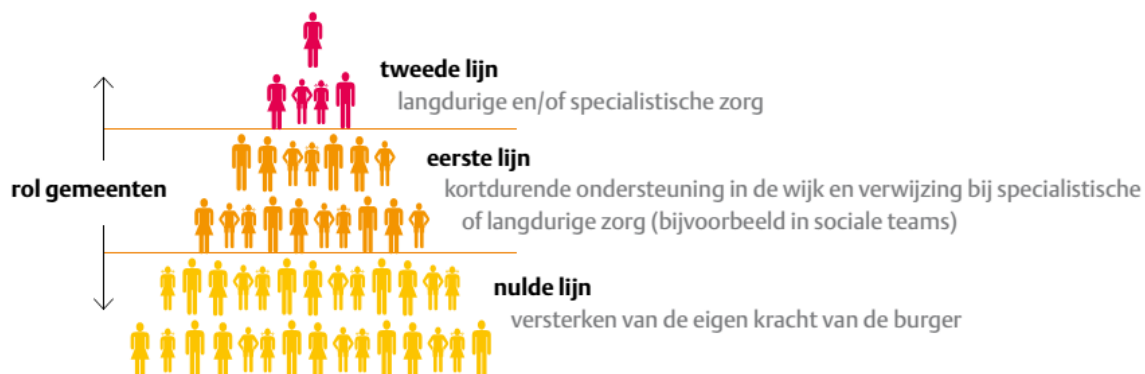 tweede lijn
langdurige en/of specialistische zorg
eerste lijn
rol gemeenten
kortdurende ondersteuning in de wijk en verwijzing bij specialistische
of langdurige zorg (bijvoorbeeld in sociale teams)
nulde lijn
versterken van de eigen kracht van de burger